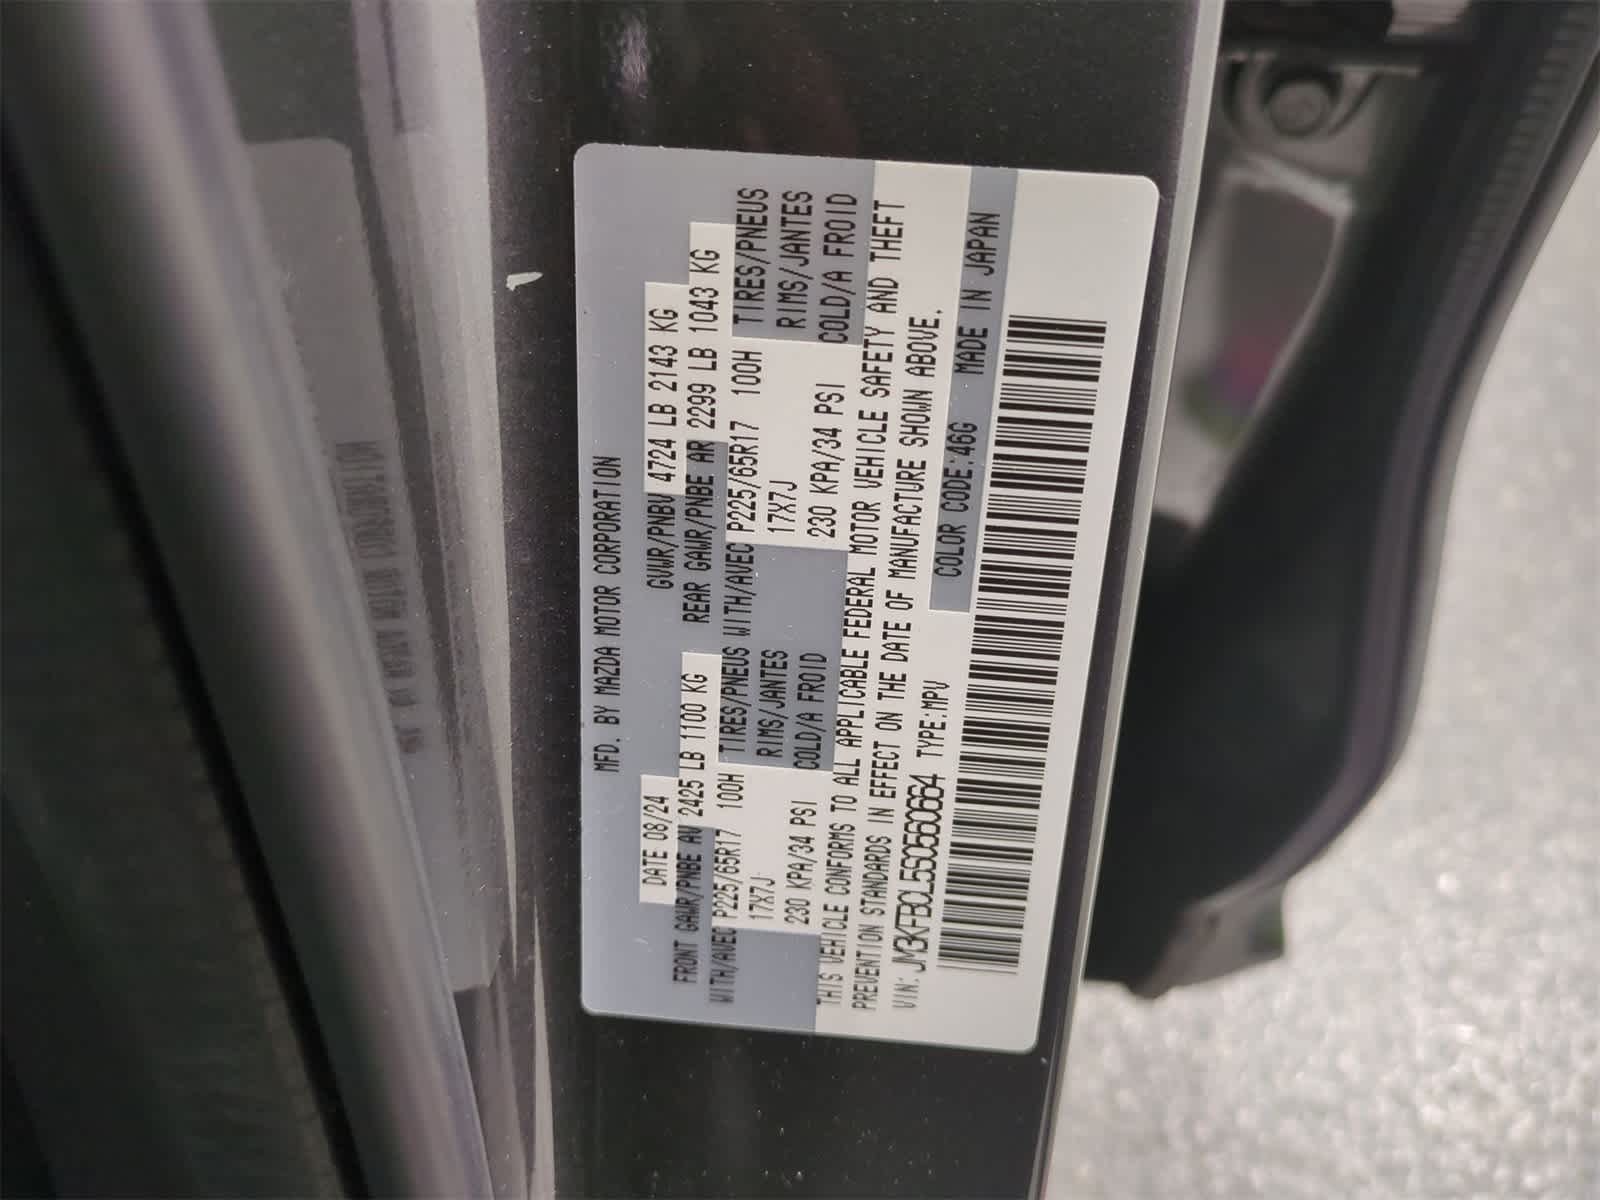 MFD. BY MAZDA MOTOR CORPORATION
DATE 08/24 GVWR/PNBV 4724 LB 2143 KG
FRONT GAWR/PNBE AV 2425 LB 1100 KG REAR GAWR/PNBE AR 2299 LB 1043 KG
WITH/AVEC P225/65R17 100H TIRES/PNEUS WITH/AVEC P225/65R17 100H TIRES/PNEUS
17X7J RIMS/JANTES 17X7J RIMS/JANTES
230 KPA/34 PSI COLD/A FROID 230 KPA/34 PSI COLD/A FROID
THIS VEHICLE CONFORMS TO ALL APPLICABLE FEDERAL MOTOR VEHICLE SAFETY AND THEFT
PREVENTION STANDARDS IN EFFECT ON THE DATE OF MANUFACTURE SHOWN ABOVE.
VIN: JM3KFBCL5S0560664 TYPE:MPV COLOR CODE:46G MADE IN JAPAN